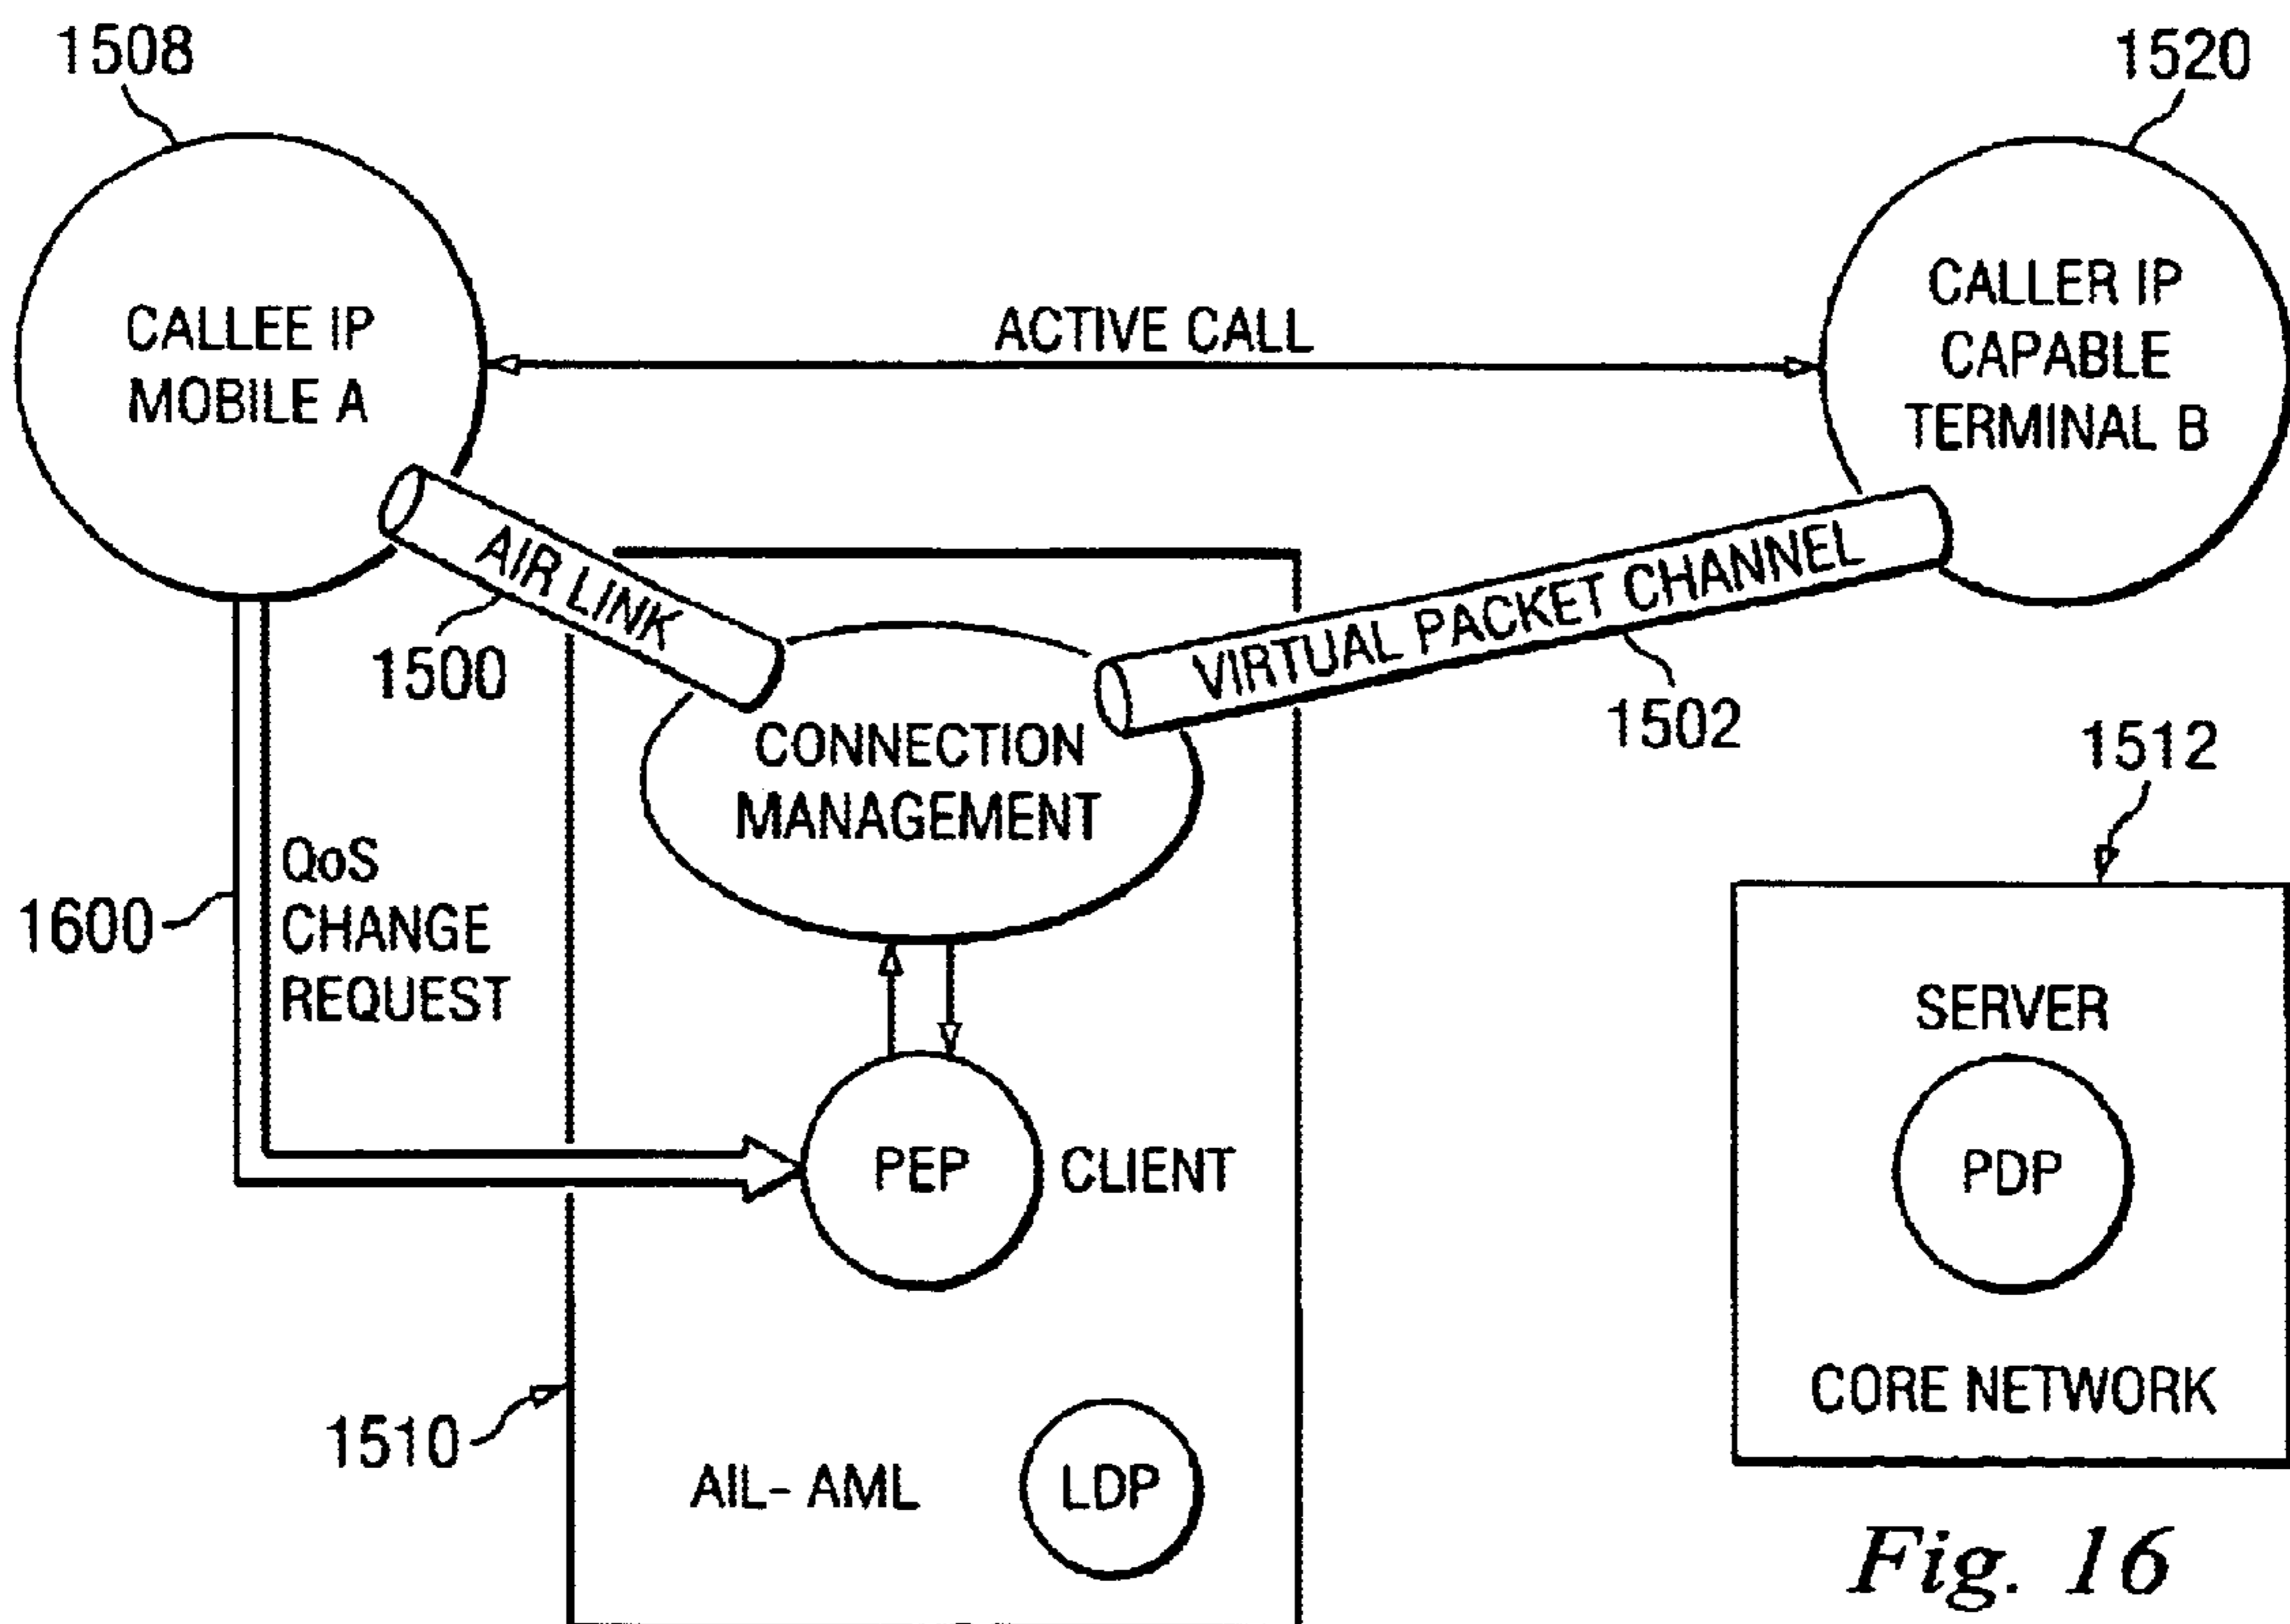 1508
1520
CALLEE IP
MOBILE A
ACTIVE CALL
CALLER IP
CAPABLE
TERMINAL B
AIR LINK
1500
VIRTUAL PACKET CHANNEL
1502
CONNECTION
MANAGEMENT
1512
1600
QoS
CHANGE
REQUEST
SERVER
PEP
CLIENT
PDP
CORE NETWORK
1510
AIL- AML
LDP
Fig. 16